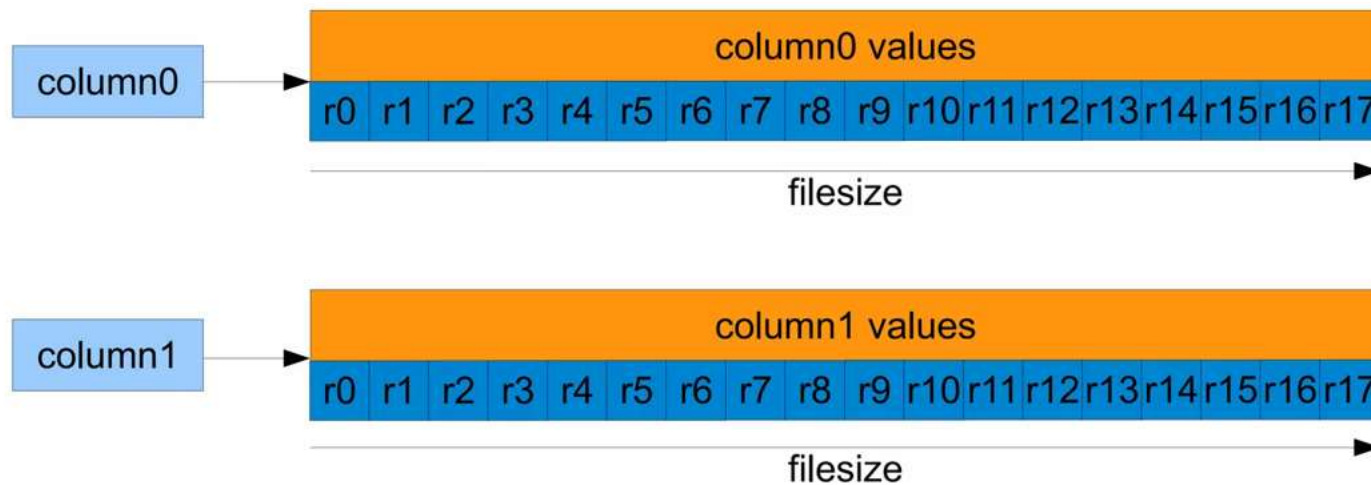 column0 values
column0
r0 r1 r2 r3 r4 r5 r6 r7 r8 r9 r10 r11 r12 r13 r14 r15 r16 r17
filesize
column1 values
column1
r0 r1 r2 r3 r4 r5 r6 r7 r8 r9 r10 r11 r12 r13 r14 r15 r16 r17
filesize